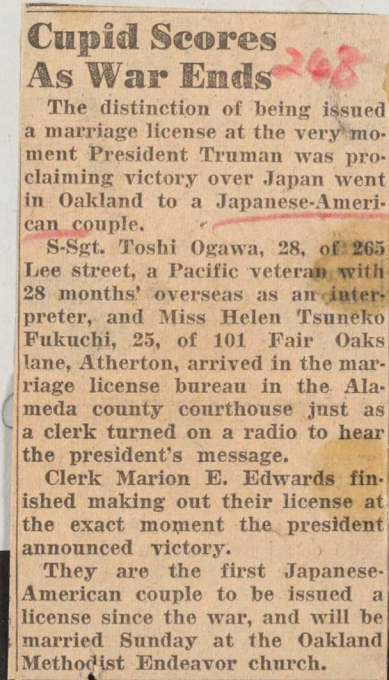 Cupid Scores
As War Ends
268
The distinction of being issued
a marriage license at the very mo-
ment President Truman was pro-
claiming victory over Japan went
in Oakland to a Japanese-Ameri-
can couple.
S-Sgt. Toshi Ogawa, 28, of 265
Lee street, a Pacific veteran with
28 months' overseas as an inter-
preter, and Miss Helen Tsuneko
Fukuchi, 25, of 101 Fair Oaks
lane, Atherton, arrived in the mar-
riage license bureau in the Ala-
meda county courthouse just as
a clerk turned on a radio to hear
the president's message.
Clerk Marion E. Edwards fin-
ished making out their license at
the exact moment the president
announced victory.
They are the first Japanese-
American couple to be issued a
license since the war, and will be
married Sunday at the Oakland
Methodist Endeavor church.